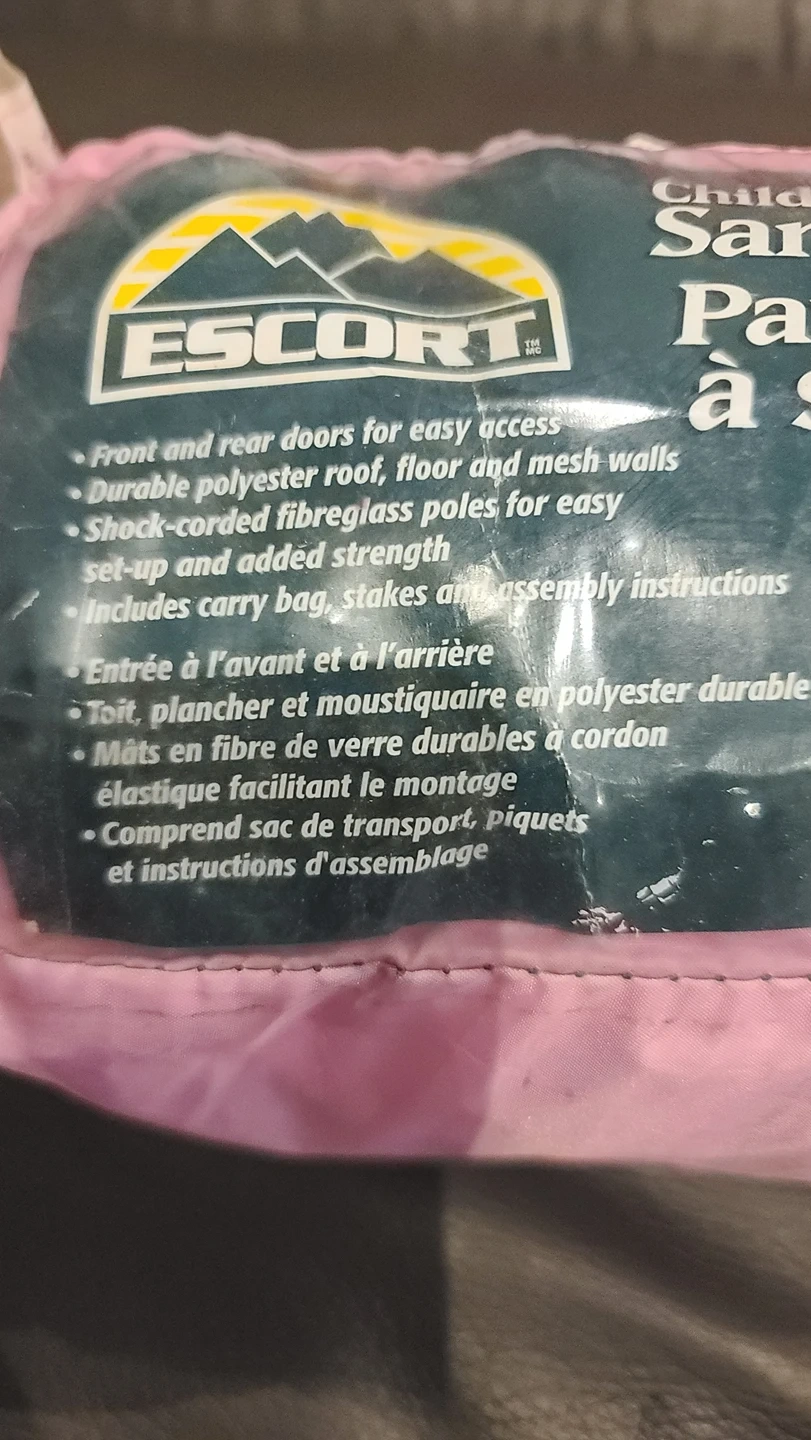 ESCORT
TM
MC
• Front and rear doors for easy access
• Durable polyester roof, floor and mesh walls
• Shock-corded fibreglass poles for easy
set-up and added strength
• Includes carry bag, stakes and assembly instructions
• Entrée à l'avant et à l'arrière
• Toit, plancher et moustiquaire en polyester durable
• Mâts en fibre de verre durables à cordon
élastique facilitant le montage
• Comprend sac de transport, piquets
et instructions d'assemblage
Child
San
Pa
à